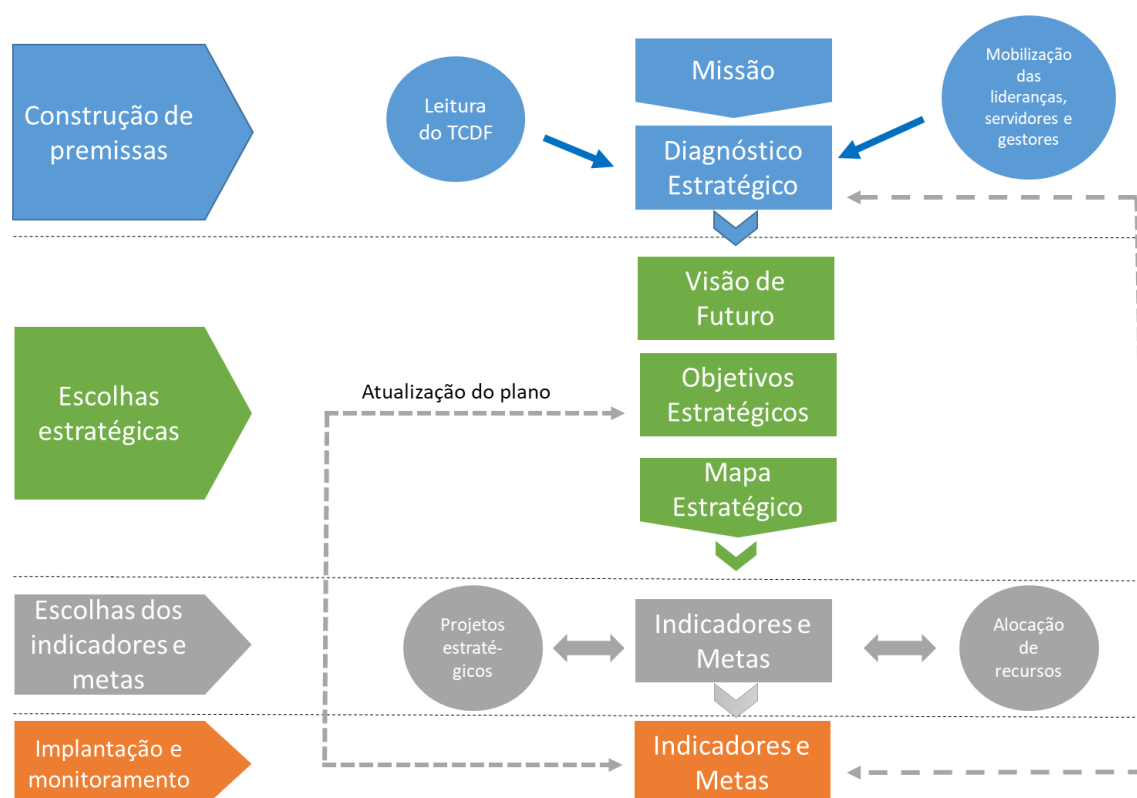 Construção de
premissas
Leitura
do TCDF
Missão
Diagnóstico
Estratégico
Mobilização
das
lideranças,
servidores e
gestores
Escolhas
estratégicas
Atualização do plano
Visão de
Futuro
Objetivos
Estratégicos
Mapa
Estratégico
Escolhas dos
indicadores e
metas
Projetos
estraté-
gicos
Indicadores e
Metas
Alocação
de
recursos
Implantação e
monitoramento
Indicadores e
Metas